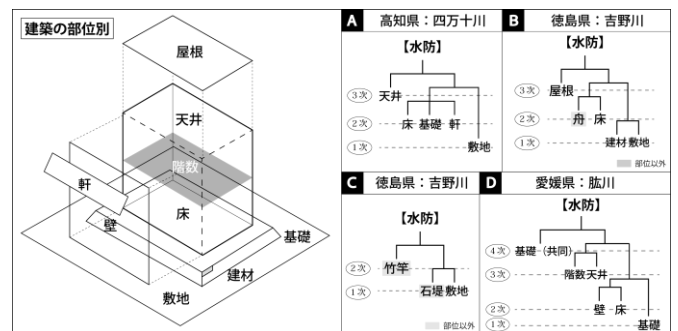 建築の部位別
屋根
天井
階数
軒
床
壁
基礎
建材
敷地
A 高知県：四万十川
【水防】
3次 天井
2次 床 基礎 軒
1次 敷地
B 徳島県：吉野川
【水防】
3次 屋根
2次 舟 床
1次 建材 敷地
部位以外
C 徳島県：吉野川
【水防】
2次 竹竿
1次 石堤 敷地
部位以外
D 愛媛県：肱川
【水防】
4次 基礎（共同）
3次 階数 天井
2次 壁 床
1次 基礎